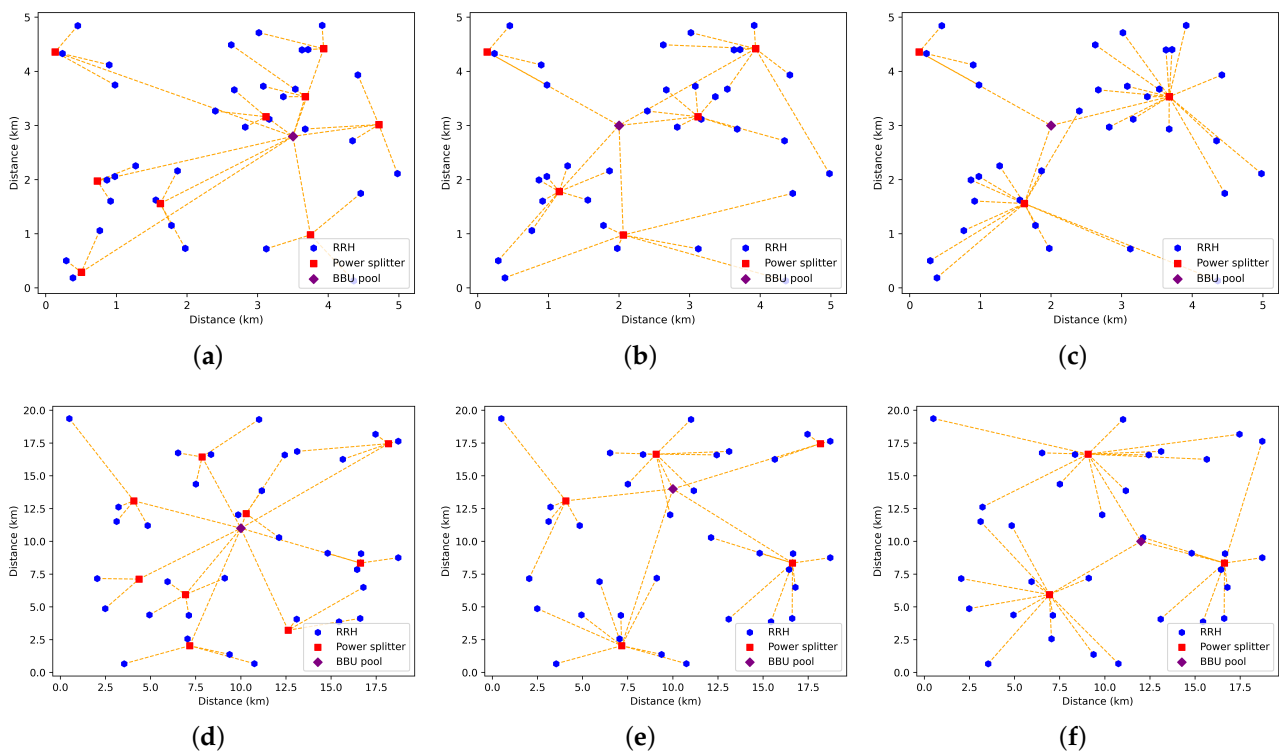 5
4
3
2
1
0
Distance (km)
0 1 2 3 4 5
Distance (km)
RRH
Power splitter
BBU pool
(a)
5
4
3
2
1
0
Distance (km)
0 1 2 3 4 5
Distance (km)
RRH
Power splitter
BBU pool
(b)
5
4
3
2
1
0
Distance (km)
0 1 2 3 4 5
Distance (km)
RRH
Power splitter
BBU pool
(c)
20.0
17.5
15.0
12.5
10.0
7.5
5.0
2.5
0.0
Distance (km)
0.0 2.5 5.0 7.5 10.0 12.5 15.0 17.5
Distance (km)
RRH
Power splitter
BBU pool
(d)
20.0
17.5
15.0
12.5
10.0
7.5
5.0
2.5
0.0
Distance (km)
0.0 2.5 5.0 7.5 10.0 12.5 15.0 17.5
Distance (km)
RRH
Power splitter
BBU pool
(e)
20.0
17.5
15.0
12.5
10.0
7.5
5.0
2.5
0.0
Distance (km)
0.0 2.5 5.0 7.5 10.0 12.5 15.0 17.5
Distance (km)
RRH
Power splitter
BBU pool
(f)